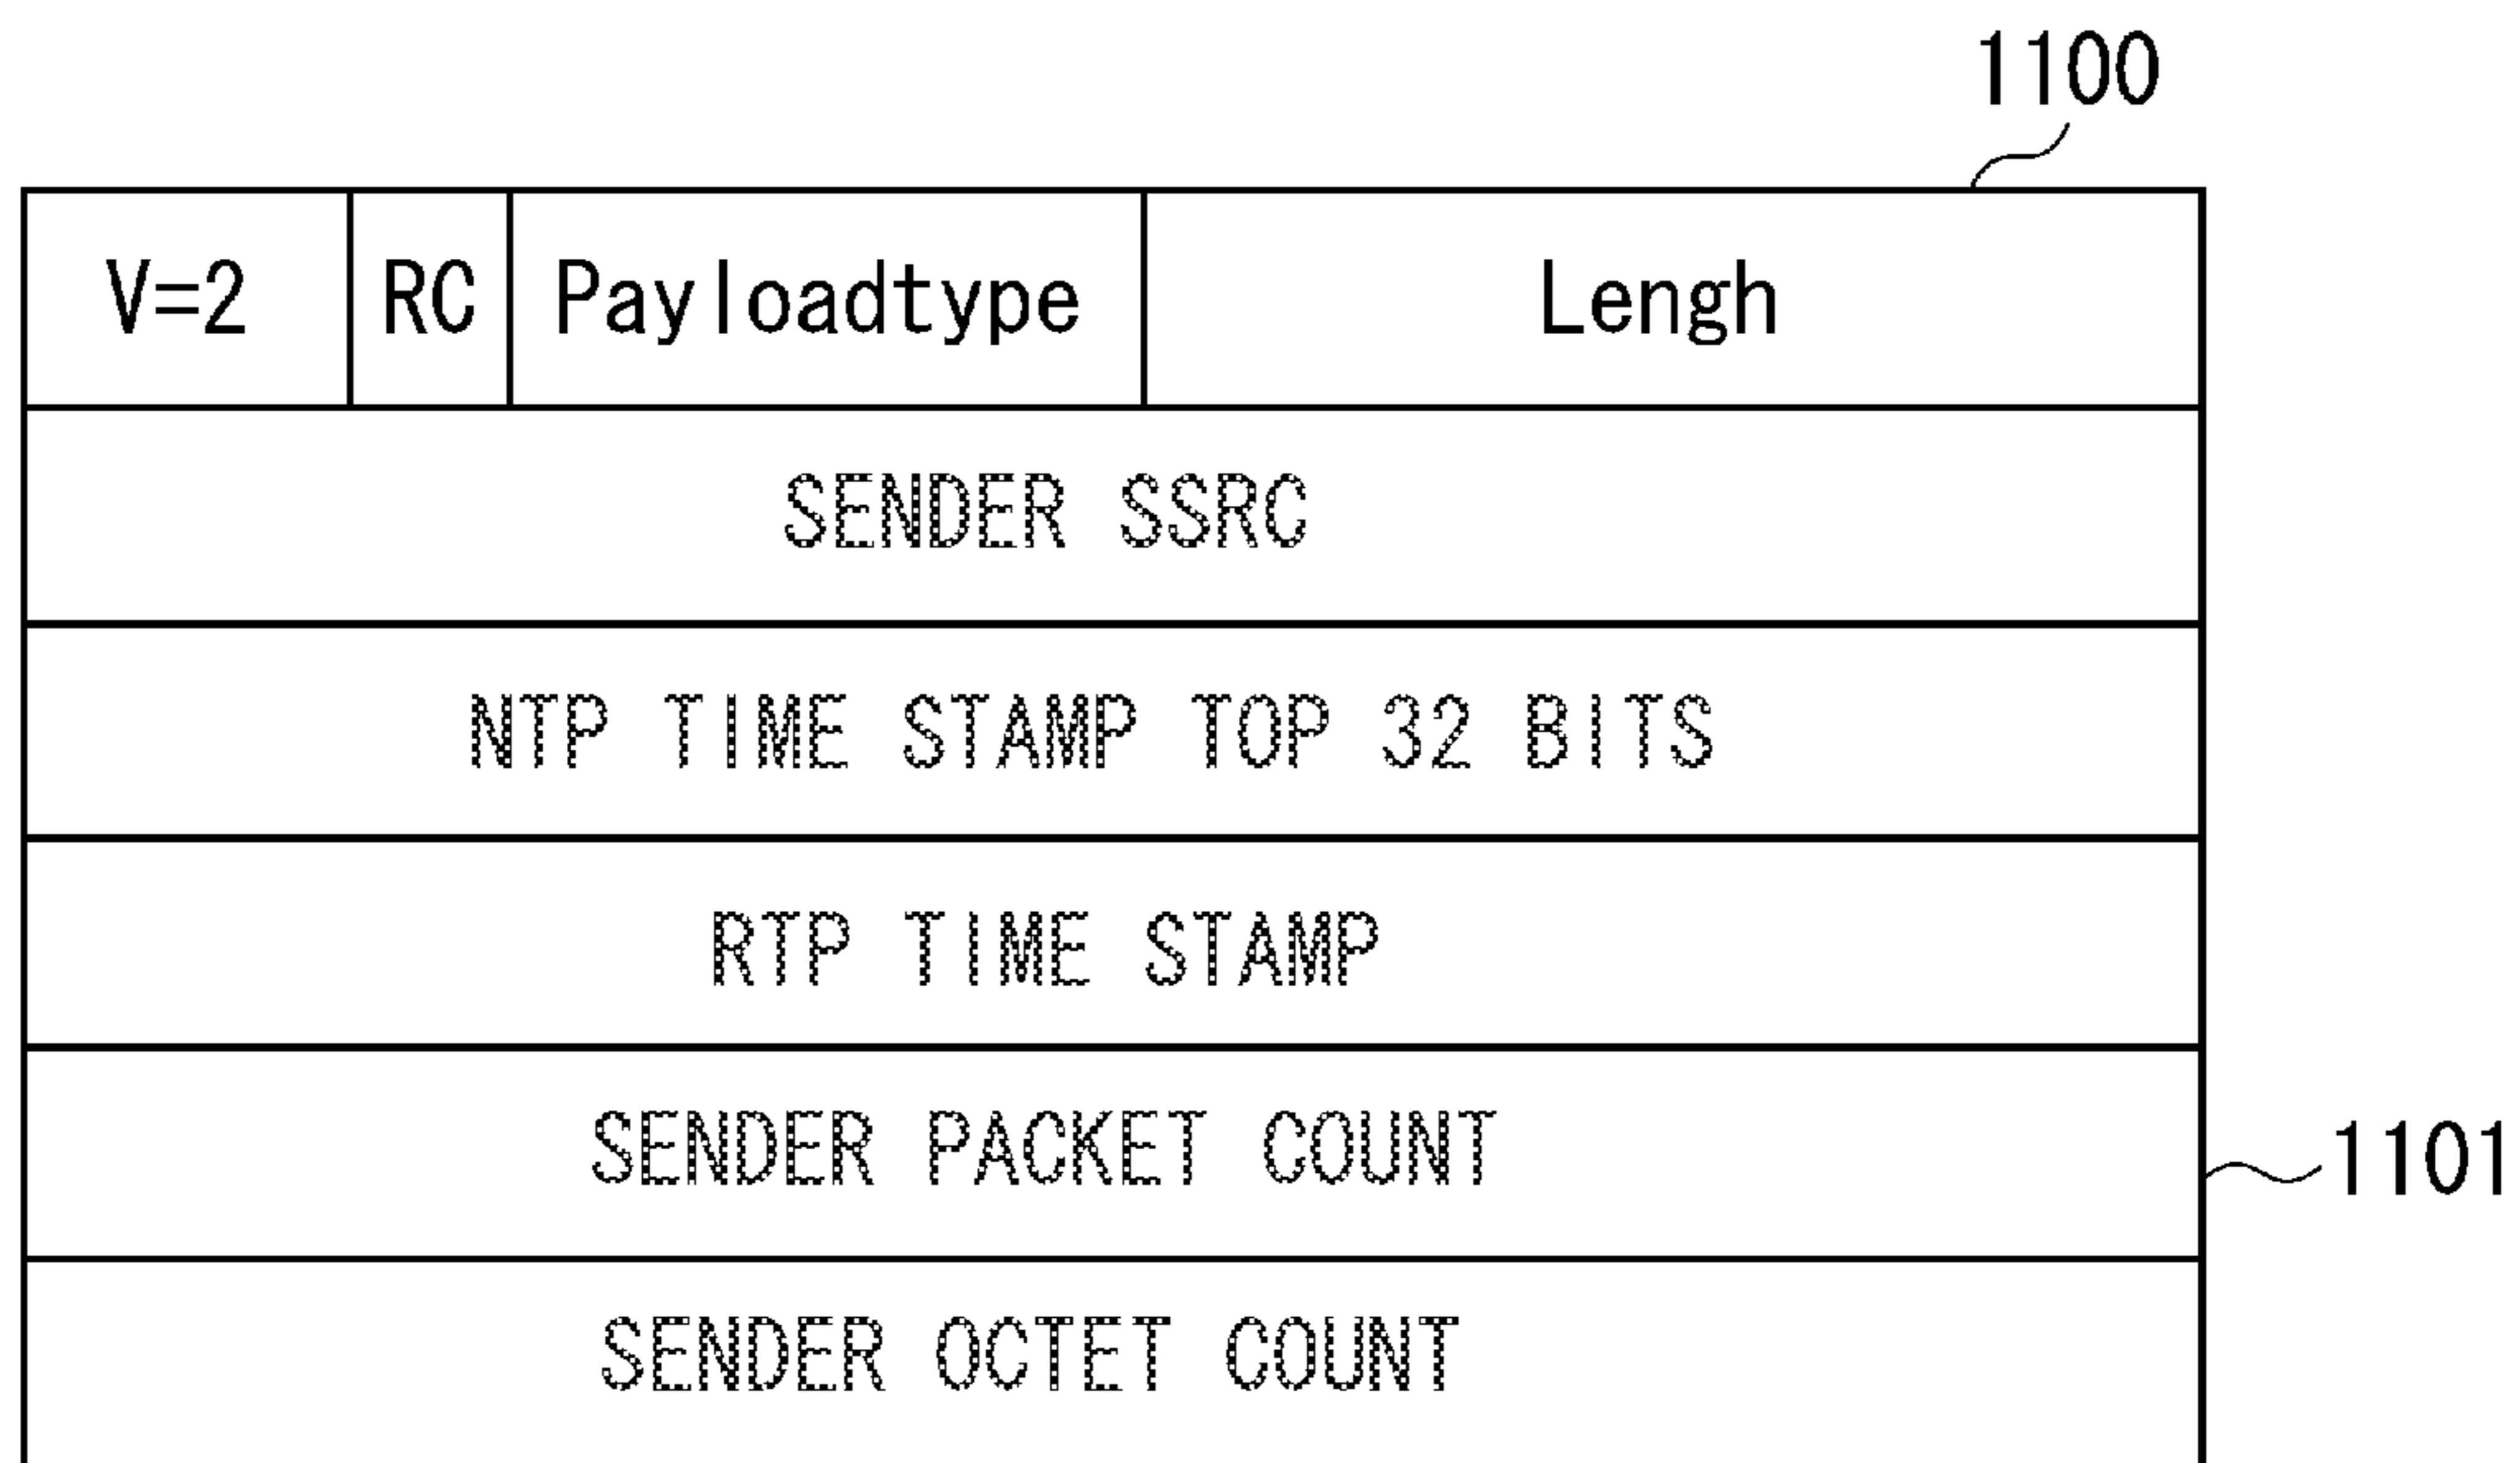 1100
V=2 RC Payloadtype Lengh
SENDER SSRC
NTP TIME STAMP TOP 32 BITS
RTP TIME STAMP
SENDER PACKET COUNT
1101
SENDER OCTET COUNT